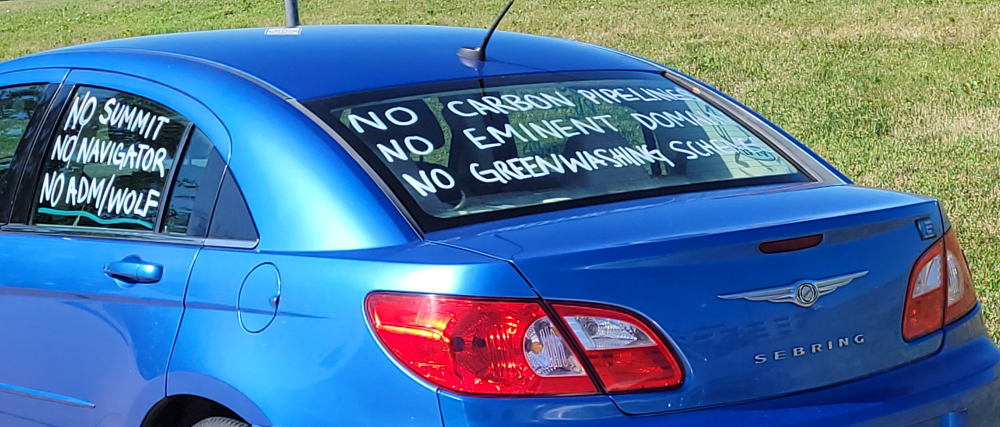 NO SUMMIT
NO NAVIGATOR
NO ADM/WOLF
NO CARBON PIPELINES
NO EMINENT DOMAIN
NO GREENWASHING SCHEMES
SEBRING